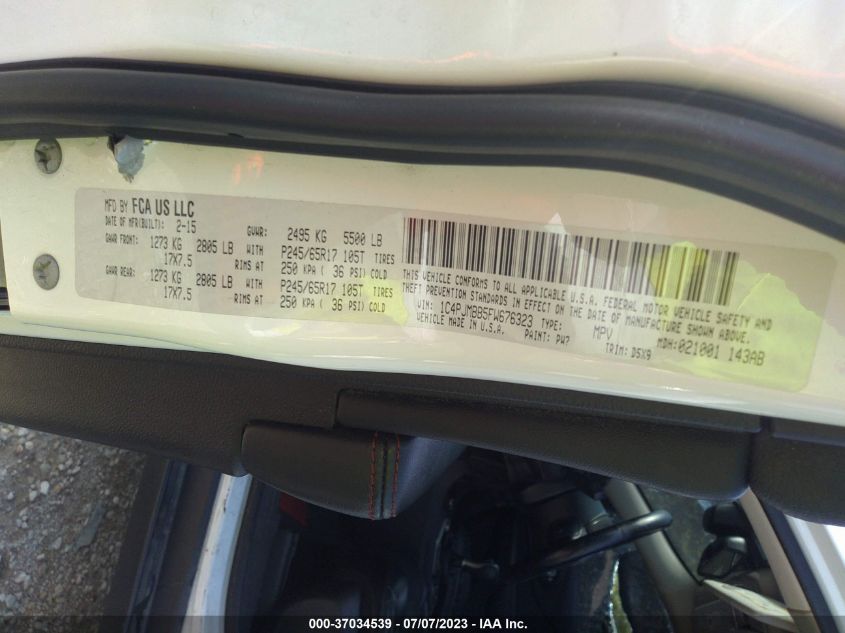 MFD BY FCA US LLC
DATE OF MFR(BUILT): 2-15 GVWR: 2495 KG 5500 LB
GAWR FRONT: 1273 KG 2805 LB WITH P245/65R17 105T TIRES
17X7.5 RIMS AT 250 KPA ( 36 PSI) COLD
GAWR REAR: 1273 KG 2805 LB WITH P245/65R17 105T TIRES
17X7.5 RIMS AT 250 KPA ( 36 PSI) COLD
THIS VEHICLE CONFORMS TO ALL APPLICABLE U.S.A. FEDERAL MOTOR VEHICLE SAFETY AND
THEFT PREVENTION STANDARDS IN EFFECT ON THE DATE OF MANUFACTURE SHOWN ABOVE.
VIN: 1C4PJMBB5FW676323 TYPE: MPV MDH:021001 143AB
VEHICLE MADE IN U.S.A. PAINT: PW7 TRIM: D5X9
000-37034539 - 07/07/2023 - IAA Inc.